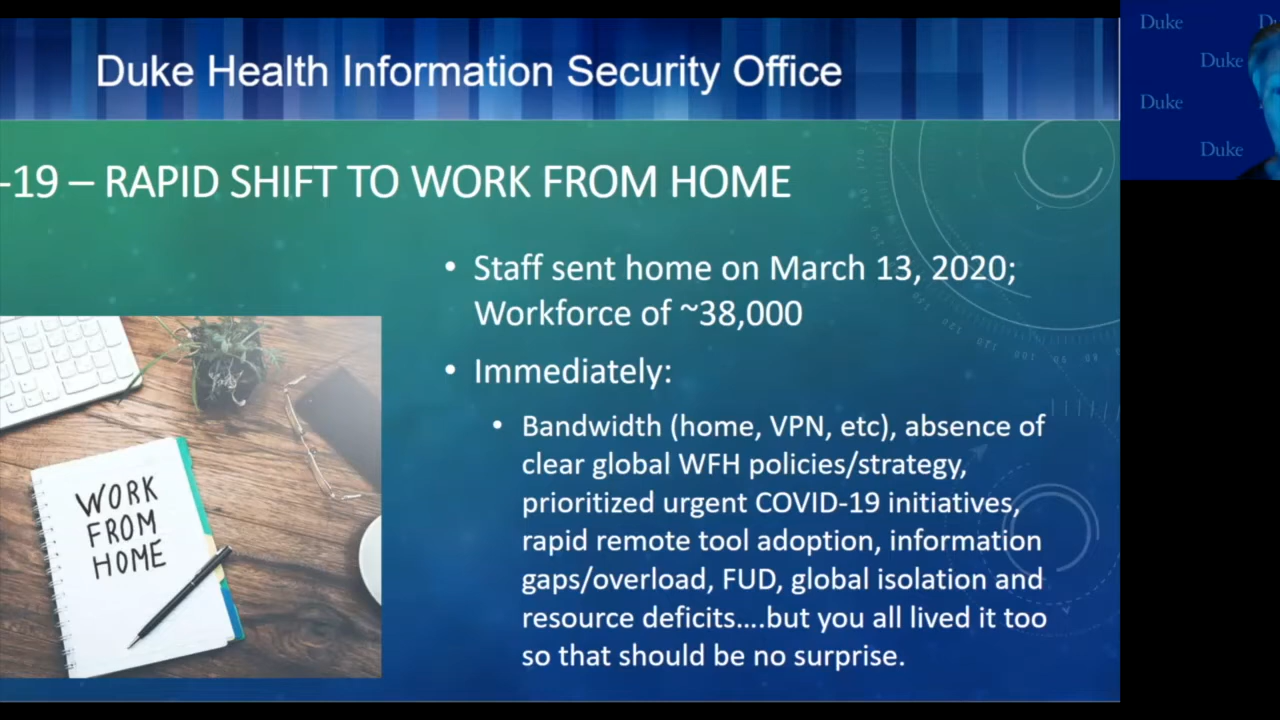 Duke Health Information Security Office
-19 – RAPID SHIFT TO WORK FROM HOME
• Staff sent home on March 13, 2020;
Workforce of ~38,000
• Immediately:
• Bandwidth (home, VPN, etc), absence of
clear global WFH policies/strategy,
prioritized urgent COVID-19 initiatives,
rapid remote tool adoption, information
gaps/overload, FUD, global isolation and
resource deficits....but you all lived it too
so that should be no surprise.
WORK
FROM
HOME
Duke
Duke
Duke
Duke